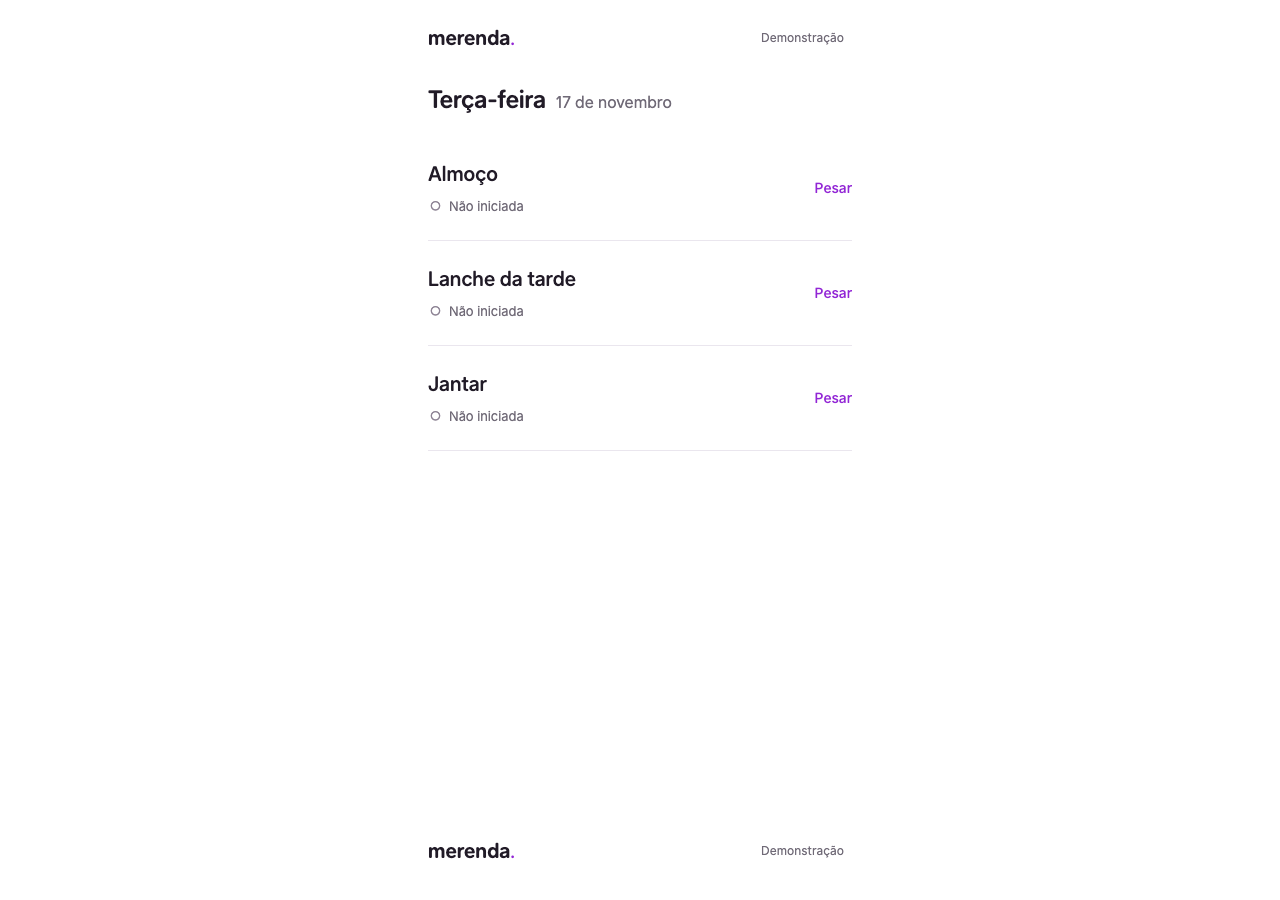 merenda. Demonstração
Terça-feira 17 de novembro
Almoço
Não iniciada
Pesar
Lanche da tarde
Não iniciada
Pesar
Jantar
Não iniciada
Pesar
merenda. Demonstração